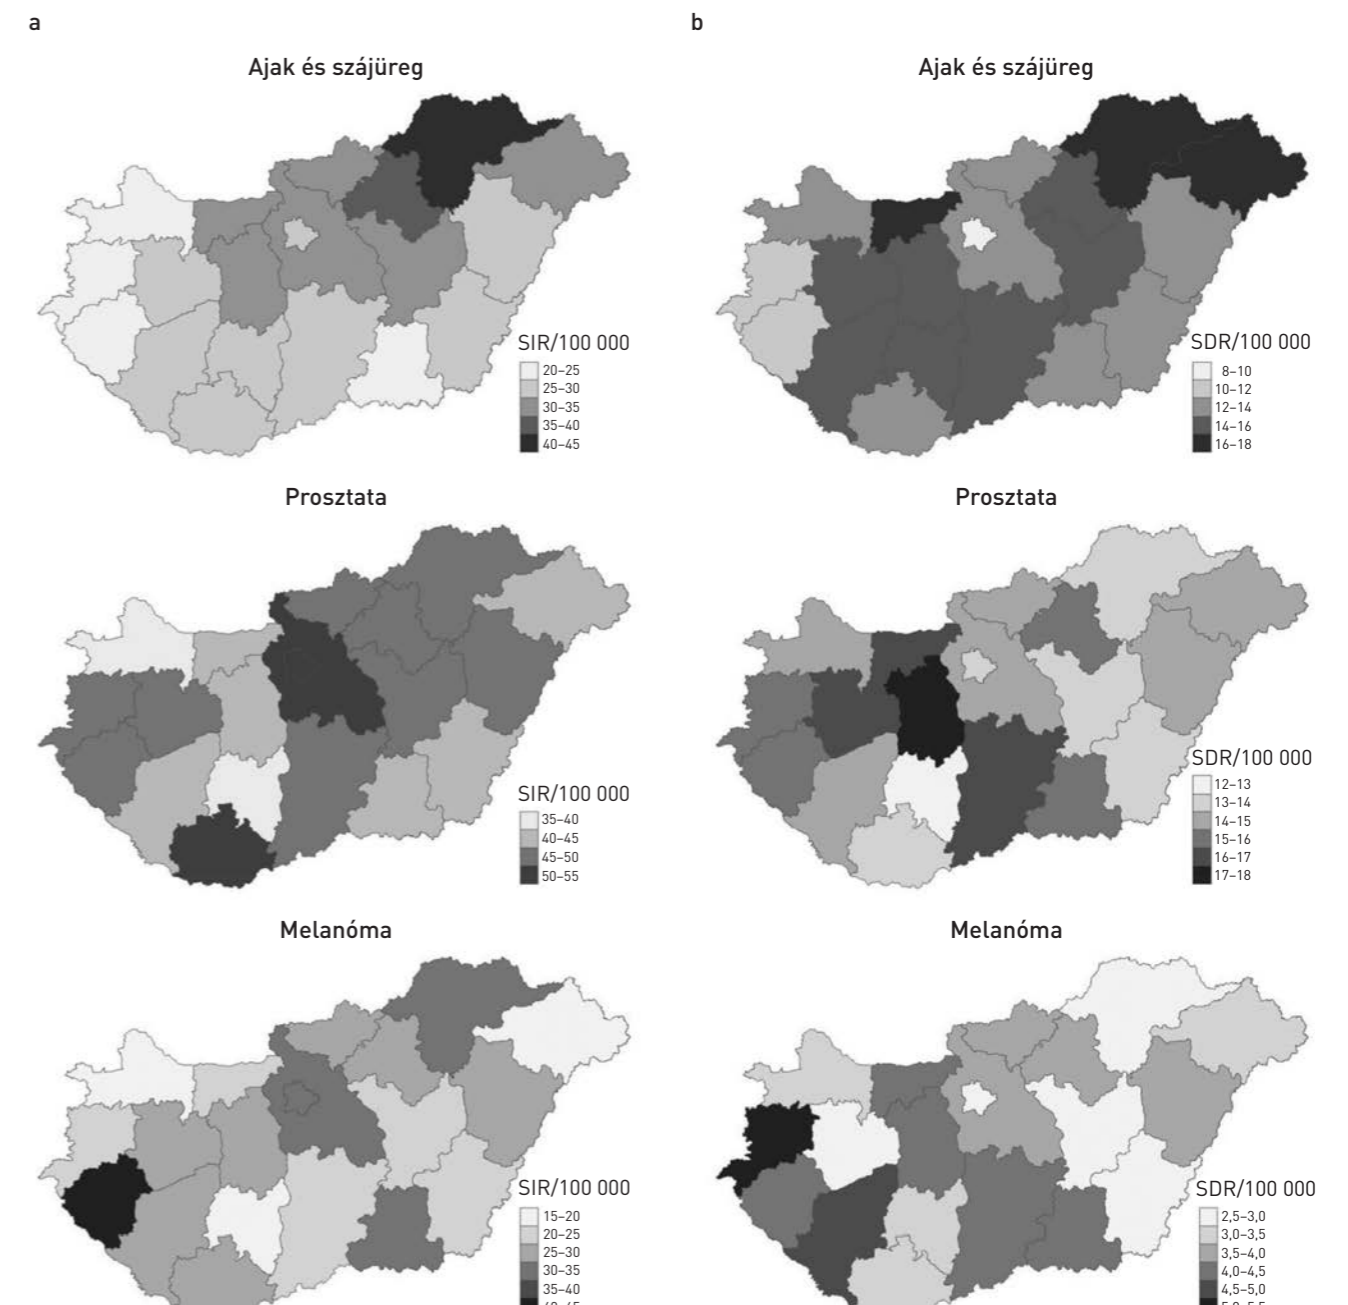 a
b
Ajak és szájüreg
Ajak és szájüreg
SIR/100 000
20–25
25–30
30–35
35–40
40–45
SDR/100 000
8–10
10–12
12–14
14–16
16–18
Prosztata
Prosztata
SIR/100 000
35–40
40–45
45–50
50–55
SDR/100 000
12–13
13–14
14–15
15–16
16–17
17–18
Melanóma
Melanóma
SIR/100 000
15–20
20–25
25–30
30–35
35–40
SDR/100 000
2,5–3,0
3,0–3,5
3,5–4,0
4,0–4,5
4,5–5,0